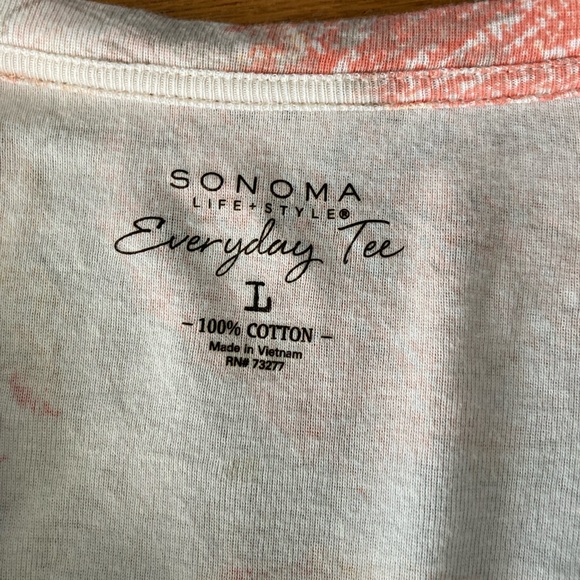 SONOMA
LIFE+STYLE®
Everyday Tee
L
- 100% COTTON -
Made in Vietnam
RN# 73277